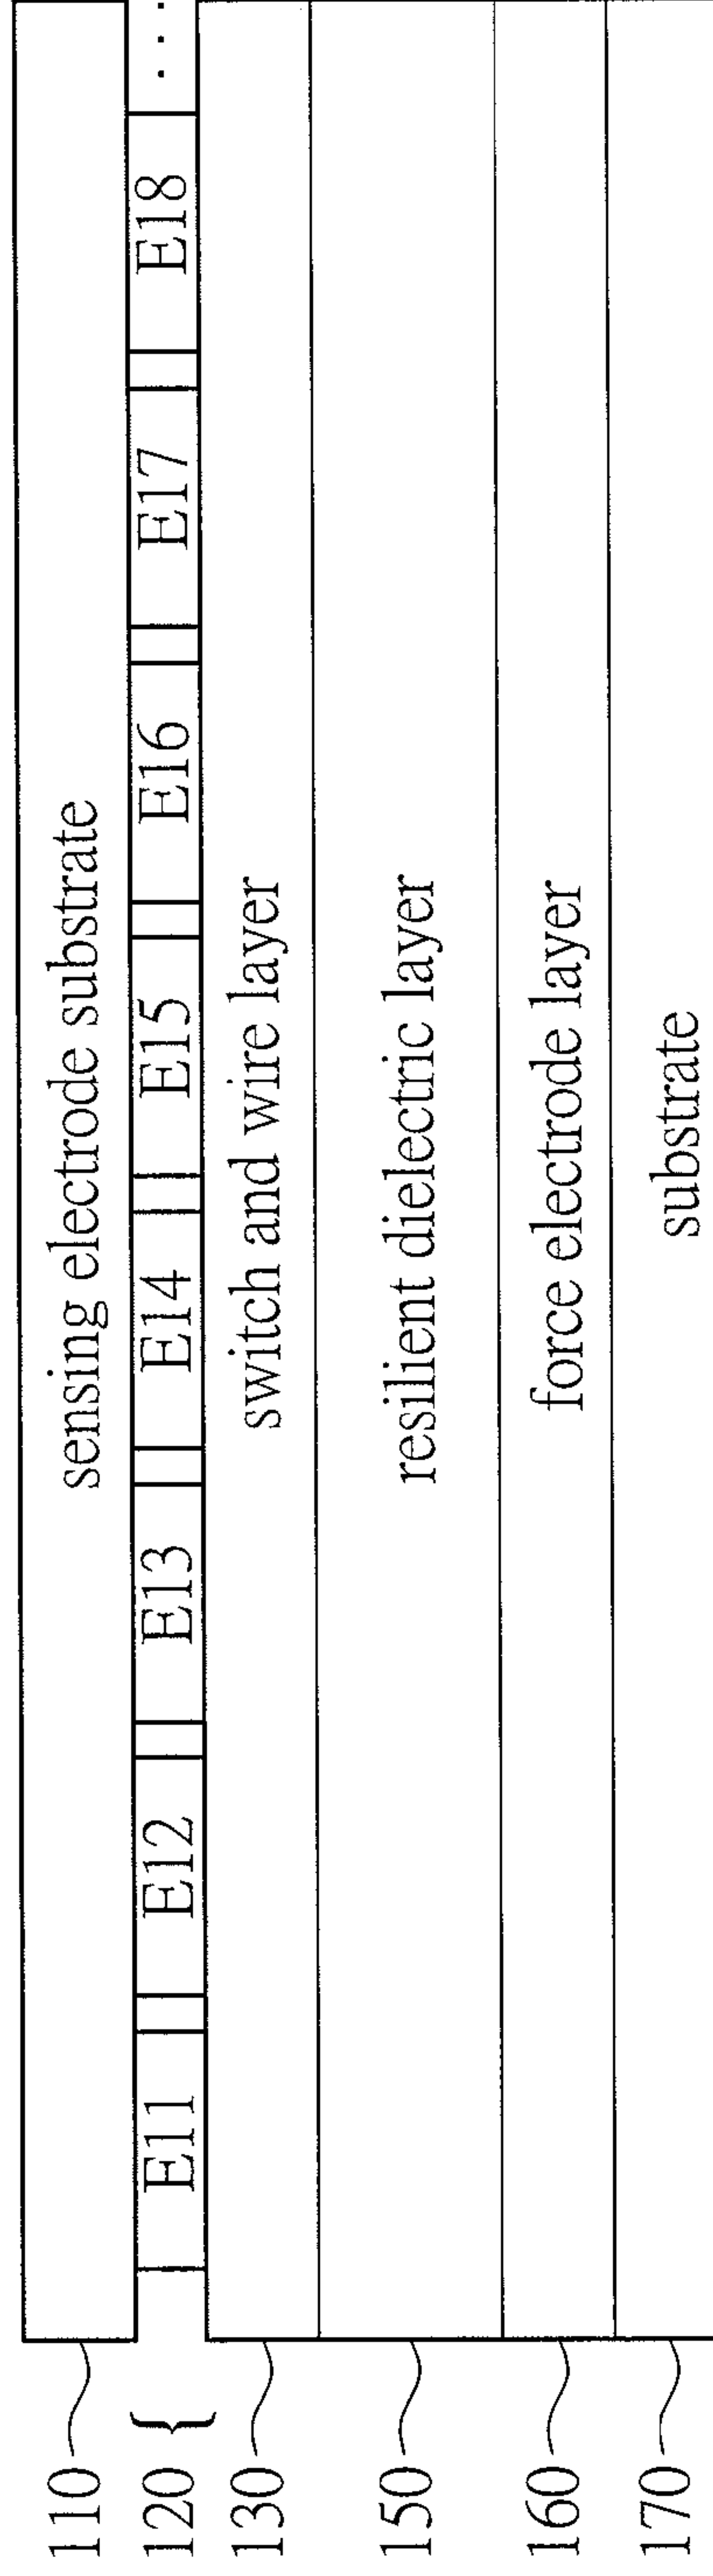 110 sensing electrode substrate
120 { E11 E12 E13 E14 E15 E16 E17 E18 ...
130 switch and wire layer
150 resilient dielectric layer
160 force electrode layer
170 substrate